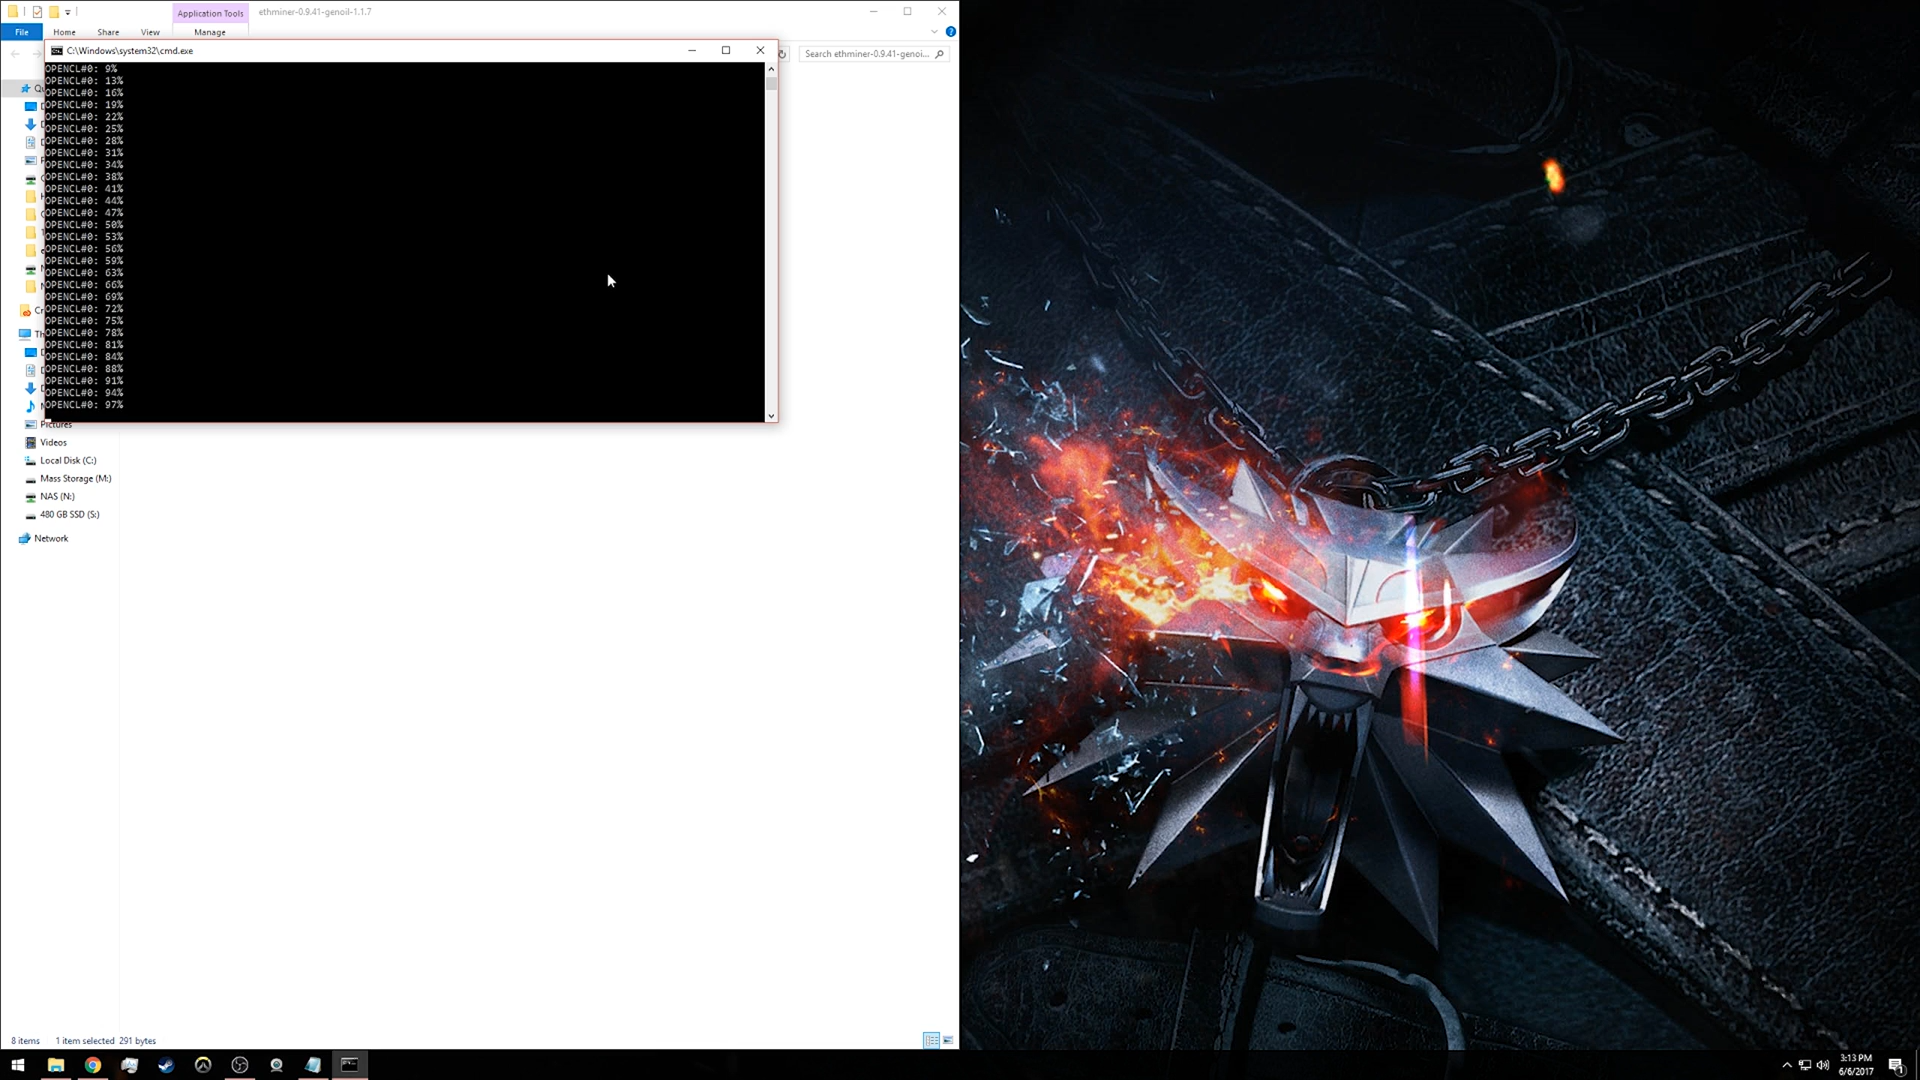 Application Tools
ethminer-0.9.41-genoil-1.1.7
File
Home
Share
View
Manage
C:\Windows\system32\cmd.exe
Search ethminer-0.9.41-genoi...
OPENCL#0: 9%
OPENCL#0: 13%
OPENCL#0: 16%
OPENCL#0: 19%
OPENCL#0: 22%
OPENCL#0: 25%
OPENCL#0: 28%
OPENCL#0: 31%
OPENCL#0: 34%
OPENCL#0: 38%
OPENCL#0: 41%
OPENCL#0: 44%
OPENCL#0: 47%
OPENCL#0: 50%
OPENCL#0: 53%
OPENCL#0: 56%
OPENCL#0: 59%
OPENCL#0: 63%
OPENCL#0: 66%
OPENCL#0: 69%
OPENCL#0: 72%
OPENCL#0: 75%
OPENCL#0: 78%
OPENCL#0: 81%
OPENCL#0: 84%
OPENCL#0: 88%
OPENCL#0: 91%
OPENCL#0: 94%
OPENCL#0: 97%
Pictures
Videos
Local Disk (C:)
Mass Storage (M:)
NAS (N:)
480 GB SSD (S:)
Network
8 items
1 item selected 291 bytes
3:13 PM
6/6/2017